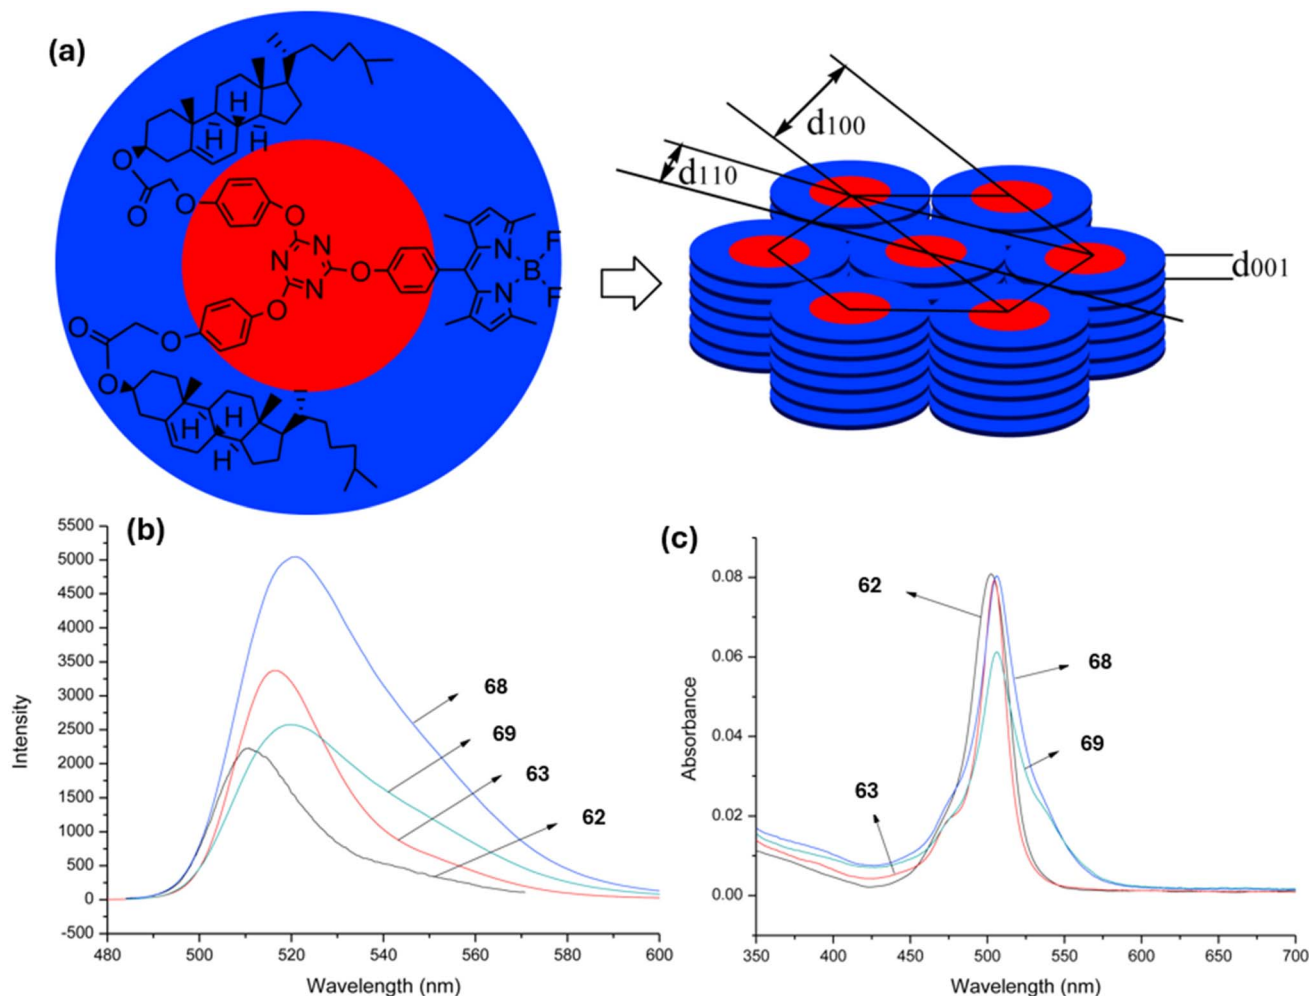 (a)
H
H
O
O
O
O
N
N
N
O
O
O
O
O
H
H
N
N
B
F
F
d100
d110
d001
(b)
5500
5000
4500
4000
3500
3000
2500
2000
1500
1000
500
0
-500
Intensity
68
69
63
62
480
500
520
540
560
580
600
Wavelength (nm)
(c)
0.08
0.06
0.04
0.02
0.00
Absorbance
62
68
69
63
350
400
450
500
550
600
650
700
Wavelength (nm)